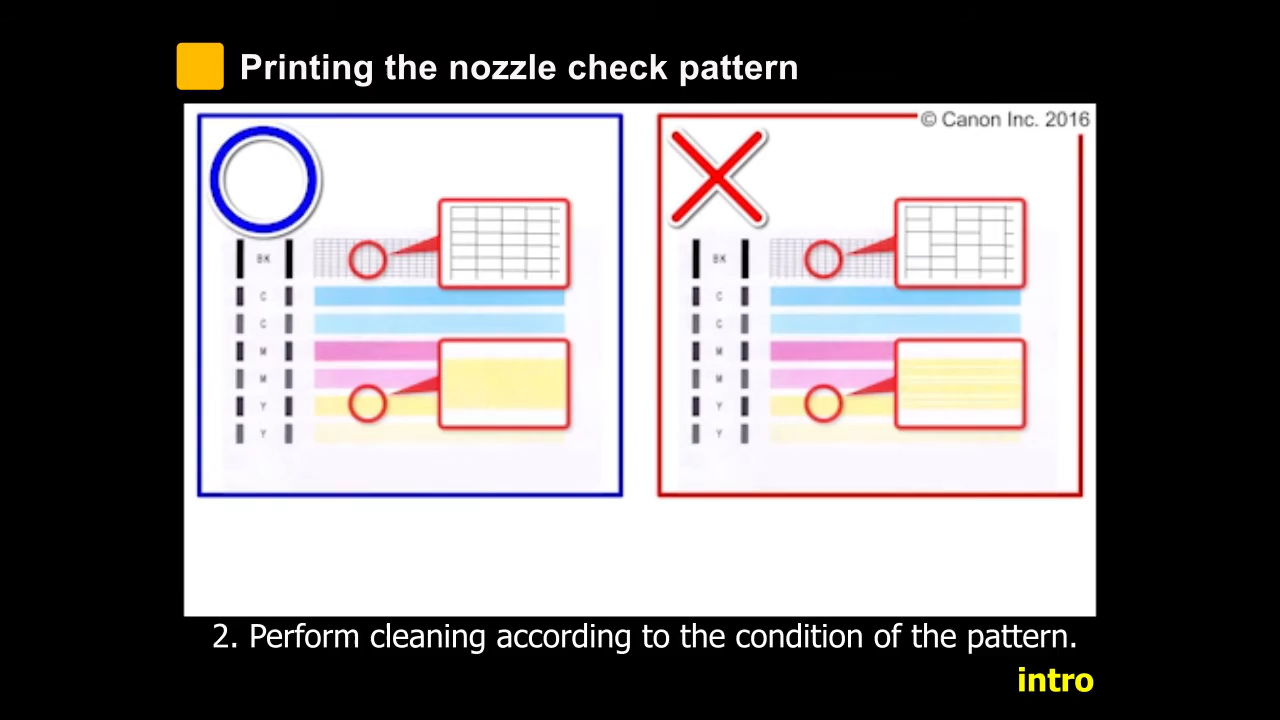 Printing the nozzle check pattern
© Canon Inc. 2016
BK
C
C
M
M
Y
Y
BK
C
C
M
M
Y
Y
2. Perform cleaning according to the condition of the pattern.
intro